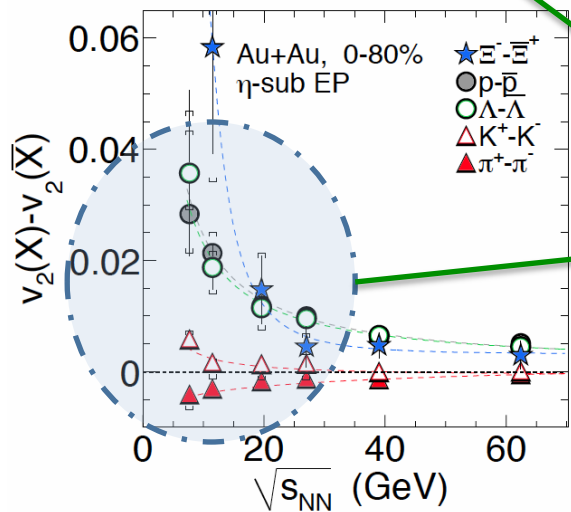 0.06
0.04
0.02
0
v₂(X)-v₂(X̅)
Au+Au, 0-80%
η-sub EP
Ξ⁻-Ξ̅⁺
p-p̅
Λ-Λ̅
K⁺-K⁻
π⁺-π⁻
0 20 40 60
√sNN (GeV)